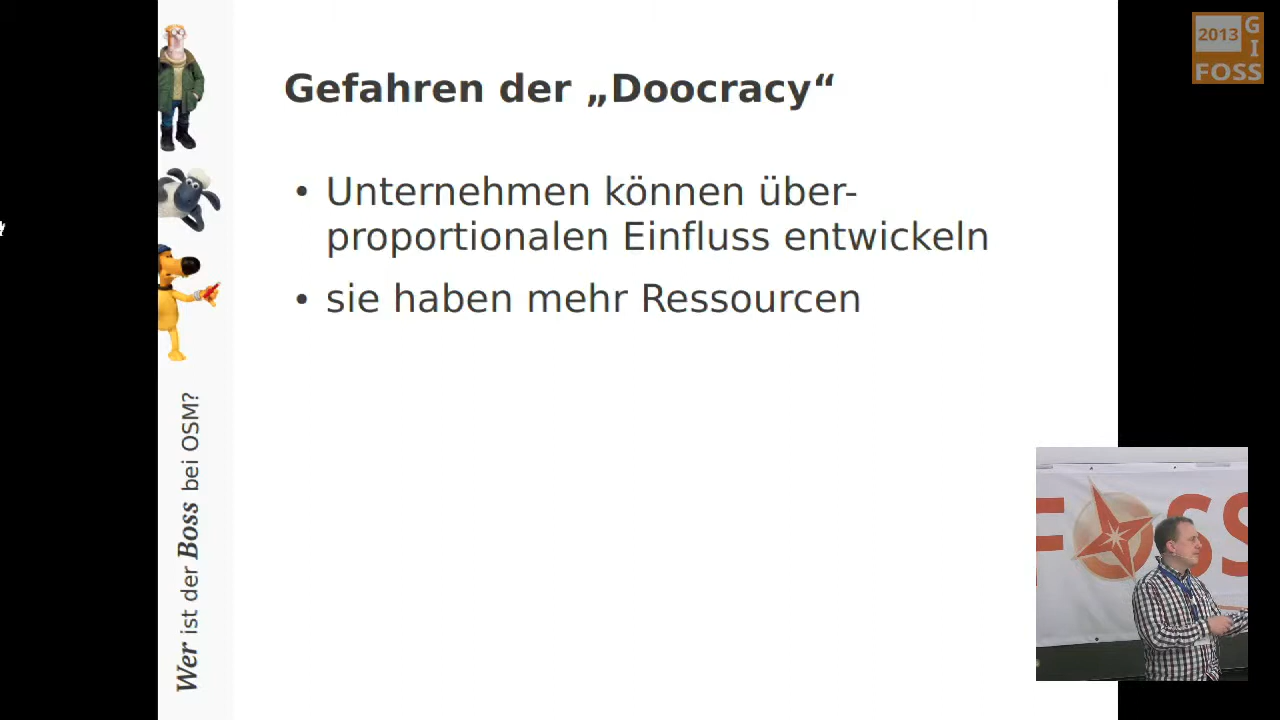 Gefahren der „Doocracy“
• Unternehmen können über-
proportionalen Einfluss entwickeln
• sie haben mehr Ressourcen
Wer ist der Boss bei OSM?
2013 G
I
FOSS
FOSS